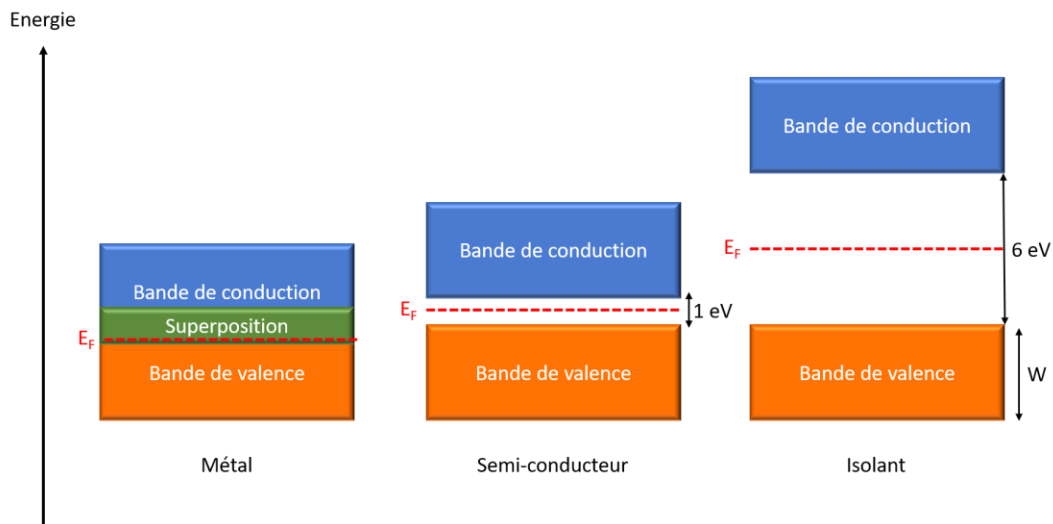 Energie
Bande de conduction
Superposition
E_F
Bande de valence
Métal
Bande de conduction
E_F
1 eV
Bande de valence
Semi-conducteur
Bande de conduction
E_F
6 eV
Bande de valence
W
Isolant